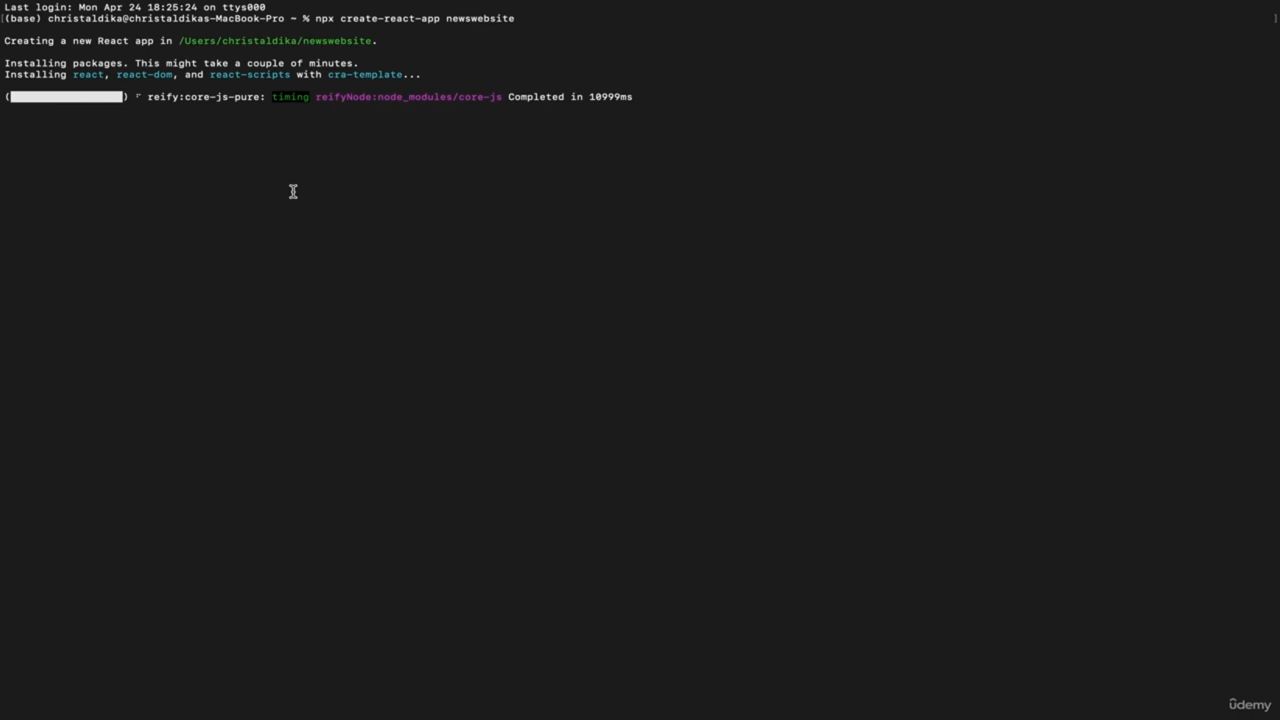 Last login: Mon Apr 24 18:25:24 on ttys000
[(base) christaldika@christaldikas-MacBook-Pro ~ % npx create-react-app newswebsite ]
Creating a new React app in /Users/christaldika/newswebsite.
Installing packages. This might take a couple of minutes.
Installing react, react-dom, and react-scripts with cra-template...
(██████████████████) ⠋ reify:core-js-pure: timing reifyNode:node_modules/core-js Completed in 10999ms
ûdemy